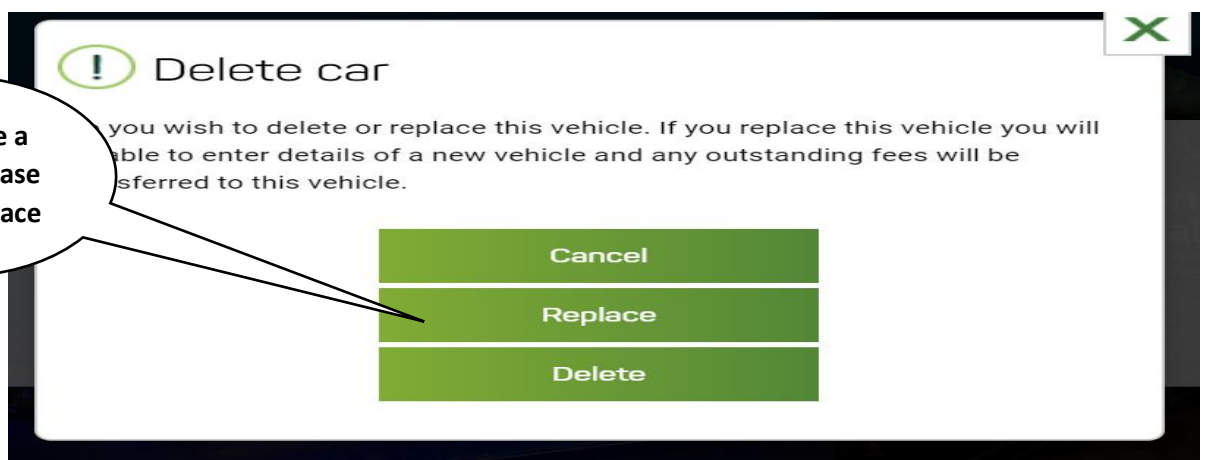 ! Delete car
X
e a
ase
ace
you wish to delete or replace this vehicle. If you replace this vehicle you will
able to enter details of a new vehicle and any outstanding fees will be
sferred to this vehicle.
Cancel
Replace
Delete